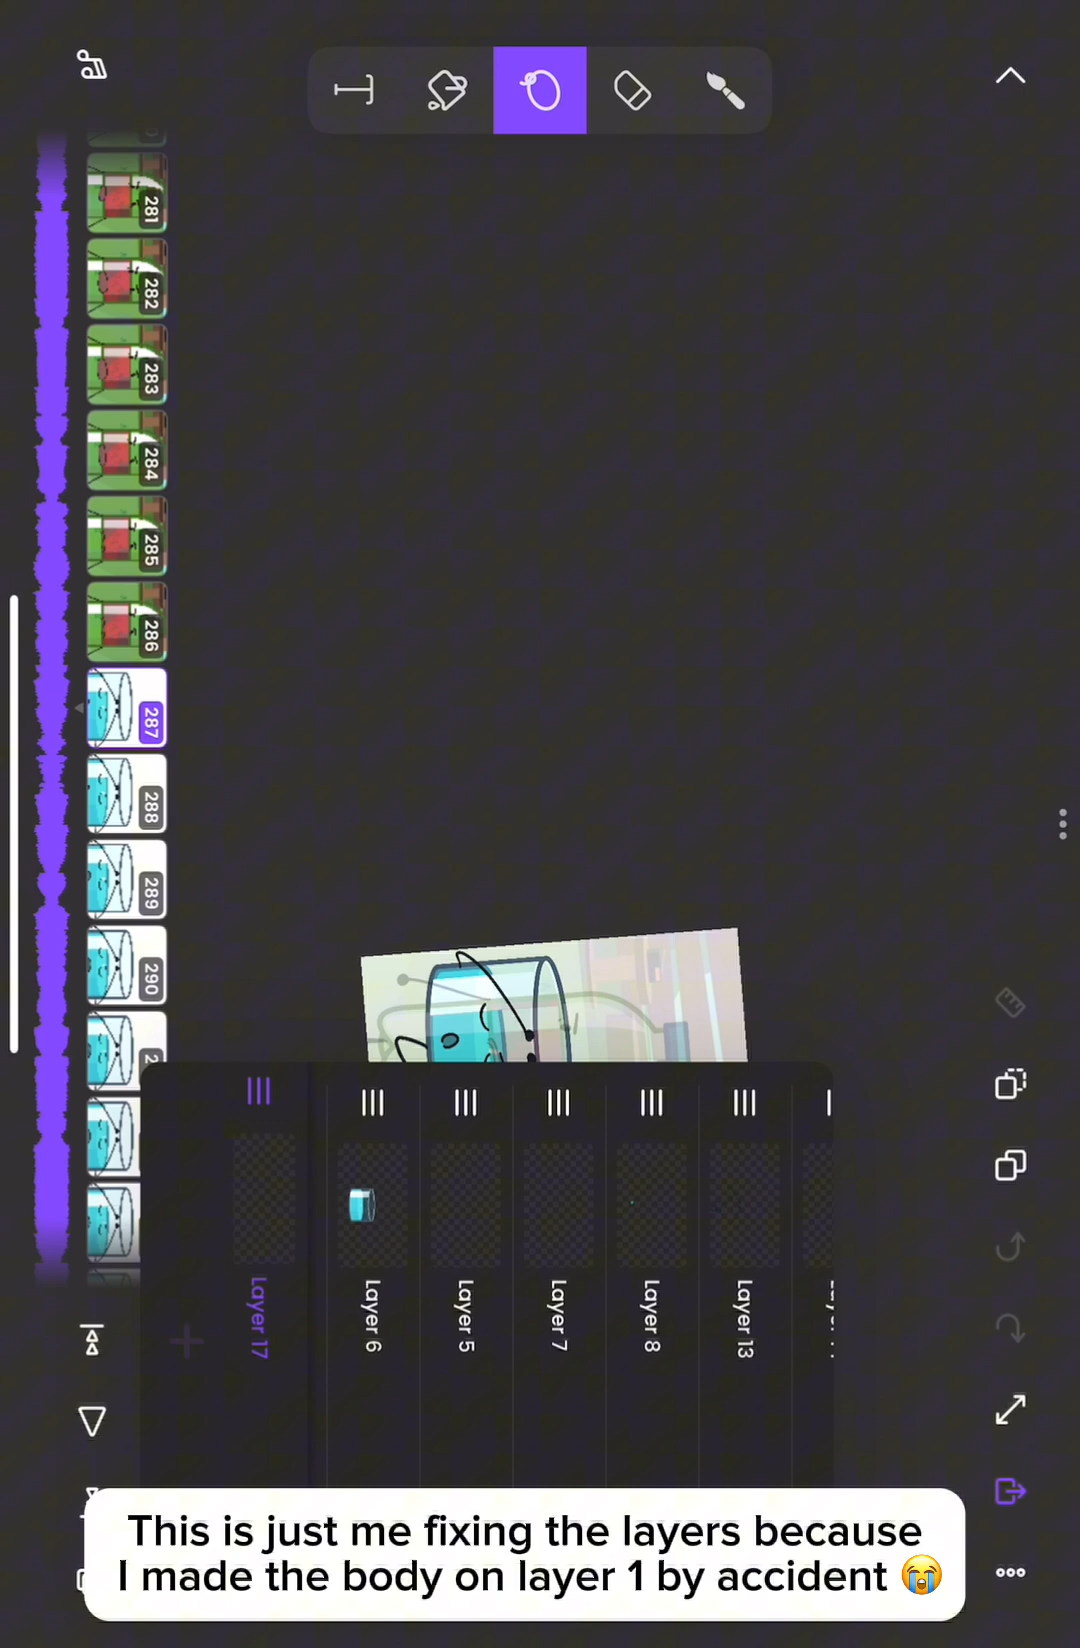 281
282
283
284
285
286
287
288
289
290
2
Layer 17
Layer 6
Layer 5
Layer 7
Layer 8
Layer 13
This is just me fixing the layers because
I made the body on layer 1 by accident 😭